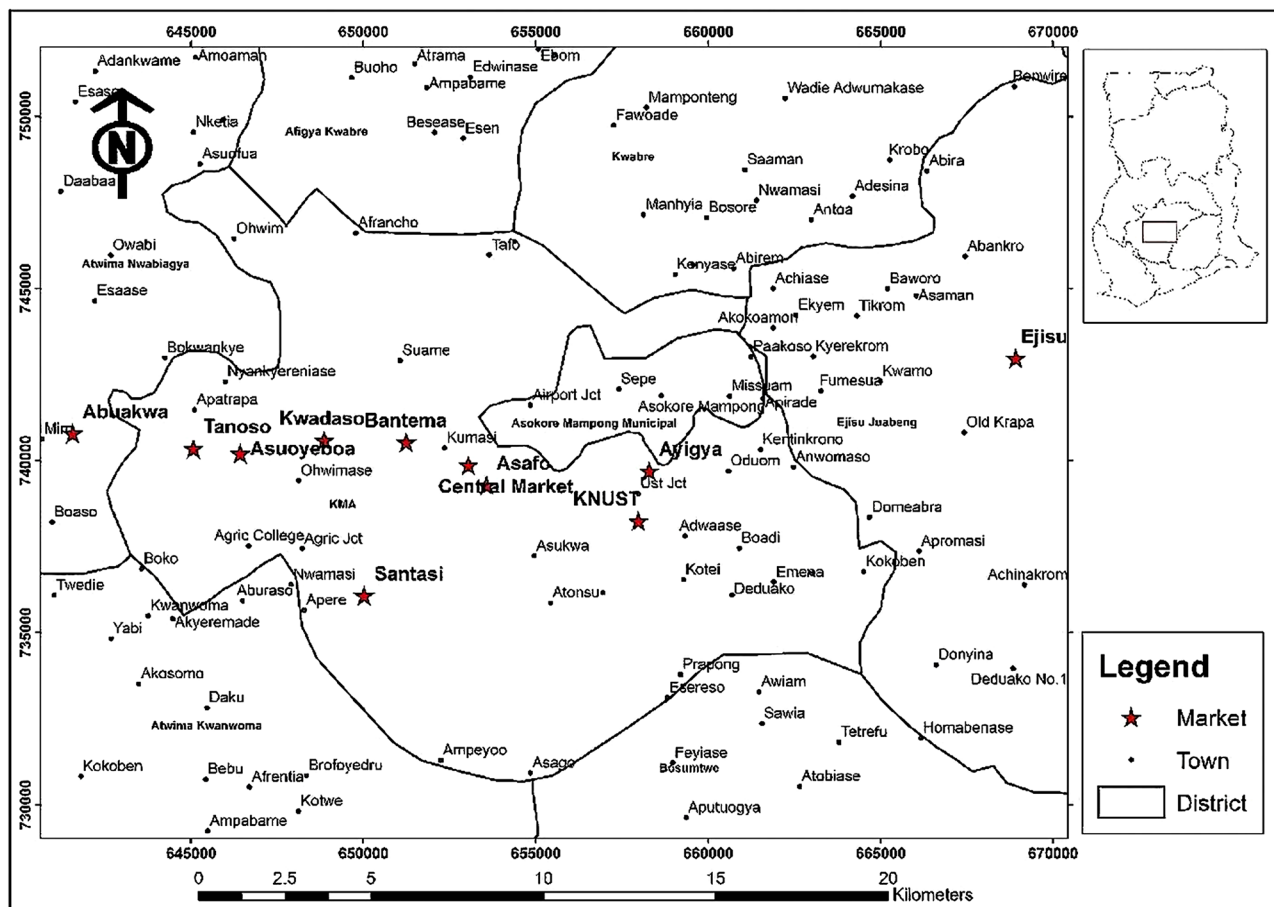 645000 650000 655000 660000 665000 670000
Adankwame
Amoaman
Buoho
Atrama
Edwinase
Ebom
Ampabame
Wadie Adwumakase
Bonwire
Mamponteng
Fawoade
Nketia
Besease
Esen
Afigya Kwabre
Kwabre
Asuofua
Saaman
Krobo
Abira
Daabaa
Nwamasi
Adesina
Manhyia
Bosore
Antoa
Ohwim
Afrancho
Tafo
Owabi
Atwima Nwabiagya
Kenyase
Abirem
Abankro
Achiase
Baworo
Asaman
Esaase
Ekyem
Tikrom
Akokoamon
Bokwankye
Suame
Paakoso
Kyerekrom
Ejisu
Nyankyereniase
Kwamo
Sepe
Missuam
Fumesua
Airport Jct
Apatrapa
Asokore Mampong
Apirade
Abuakwa
Tanoso
Kwadaso
Bantema
Asokore Mampong Municipal
Ejisu Juabeng
Old Krapa
Kumasi
Asuoyeboa
Ayigya
Kentinkrono
Anwomaso
Asafo
Oduom
Ohwimase
Central Market
Ust Jct
KNUST
KMA
Domeabra
Boaso
Agric College
Agric Jct
Asukwa
Adwaase
Boadi
Apromasi
Boko
Kotei
Emena
Kokoben
Achinakrom
Twedie
Nwamasi
Santasi
Aburaso
Apere
Atonsu
Deduako
Kwanwoma
Akyeremade
Yabi
Donyina
Deduako No.1
Prapong
Esereso
Awiam
Akosoma
Daku
Sawia
Atwima Kwanwoma
Tetrefu
Homabenase
Ampeyoo
Asago
Feyiase
Bosumtwe
Kokoben
Bebu
Afrentia
Brofoyedru
Atobiase
Kotwe
Aputuogya
Ampabame
750000
745000
740000
735000
730000
750000
745000
740000
735000
730000
645000 650000 655000 660000 665000 670000
0 2.5 5 10 15 20
Kilometers
N
Legend
Market
Town
District